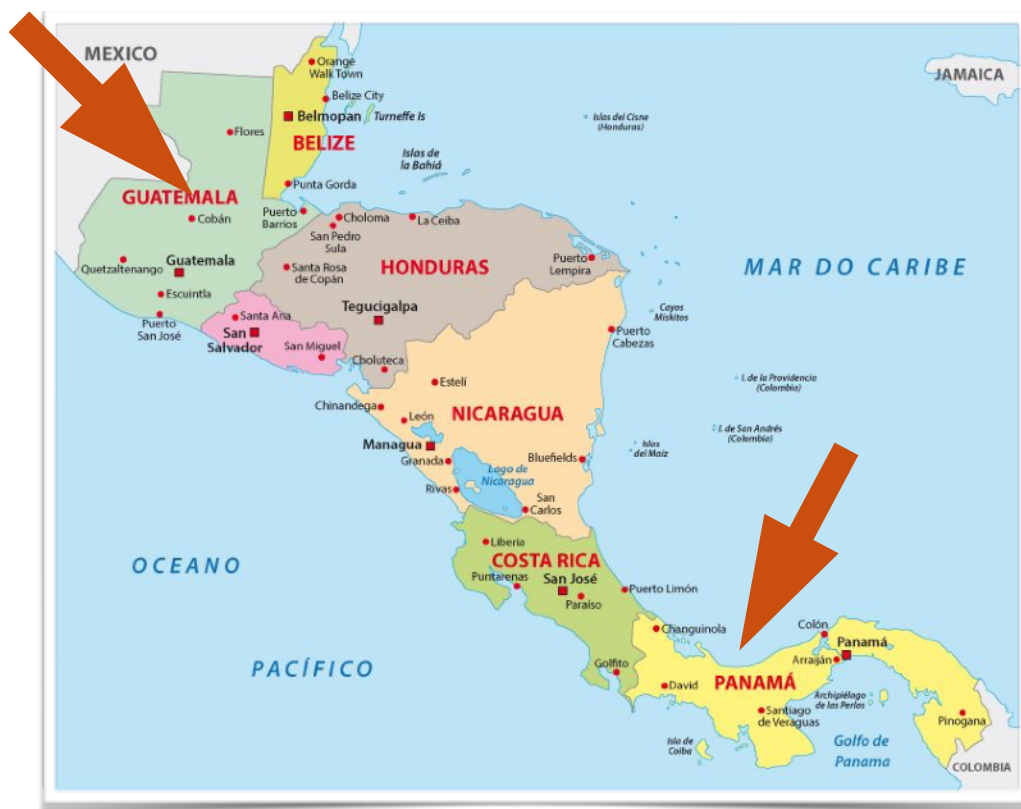 MEXICO
JAMAICA
Orange
Walk Town
Belize City
Belmopan
Turneffe Is
Islas del Cisne
(Honduras)
Flores
BELIZE
Islas de
la Bahiá
Punta Gorda
GUATEMALA
Cobán
Puerto
Barrios
Choloma
La Ceiba
San Pedro
Sula
Quetzaltenango
Guatemala
Santa Rosa
de Copán
HONDURAS
Puerto
Lempira
MAR DO CARIBE
Escuintla
Tegucigalpa
Cayos
Miskitos
Puerto
San José
Santa Ana
San
Salvador
San Miguel
Puerto
Cabezas
Choluteca
Estelí
I. de la Providencia
(Colombia)
Chinandega
León
NICARAGUA
I. de San Andrés
(Colombia)
Managua
Islas
del Maíz
Granada
Lago de
Nicaragua
Bluefields
Rivas
San
Carlos
Liberia
COSTA RICA
OCEANO
Puntarenas
San José
Paraíso
Puerto Limón
Changuinola
Colón
Panamá
Arraiján
PACÍFICO
Golfito
David
PANAMÁ
Archipiélago
de las Perlas
Santiago
de Veraguas
Pinogana
Isla de
Coiba
Golfo de
Panama
COLOMBIA